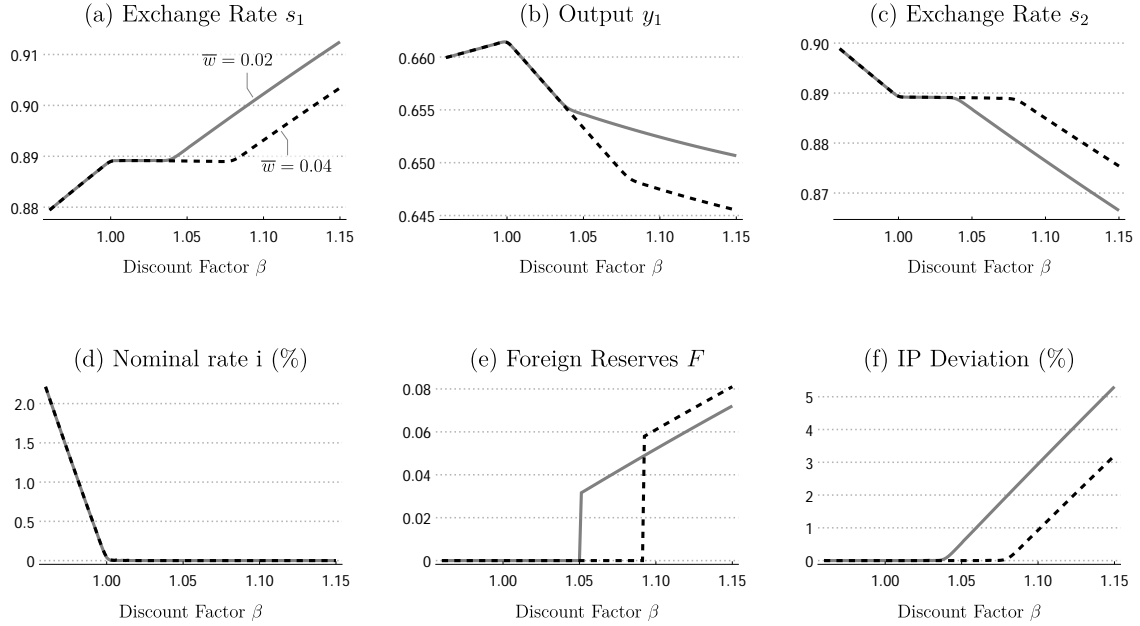 (a) Exchange Rate s₁
(b) Output y₁
(c) Exchange Rate s₂
0.91
0.90
0.89
0.88
w̅ = 0.02
w̅ = 0.04
1.00 1.05 1.10 1.15
Discount Factor β
0.660
0.655
0.650
0.645
1.00 1.05 1.10 1.15
Discount Factor β
0.90
0.89
0.88
0.87
1.00 1.05 1.10 1.15
Discount Factor β
(d) Nominal rate i (%)
(e) Foreign Reserves F
(f) IP Deviation (%)
2.0
1.5
1.0
0.5
0
1.00 1.05 1.10 1.15
Discount Factor β
0.08
0.06
0.04
0.02
0
1.00 1.05 1.10 1.15
Discount Factor β
5
4
3
2
1
0
1.00 1.05 1.10 1.15
Discount Factor β